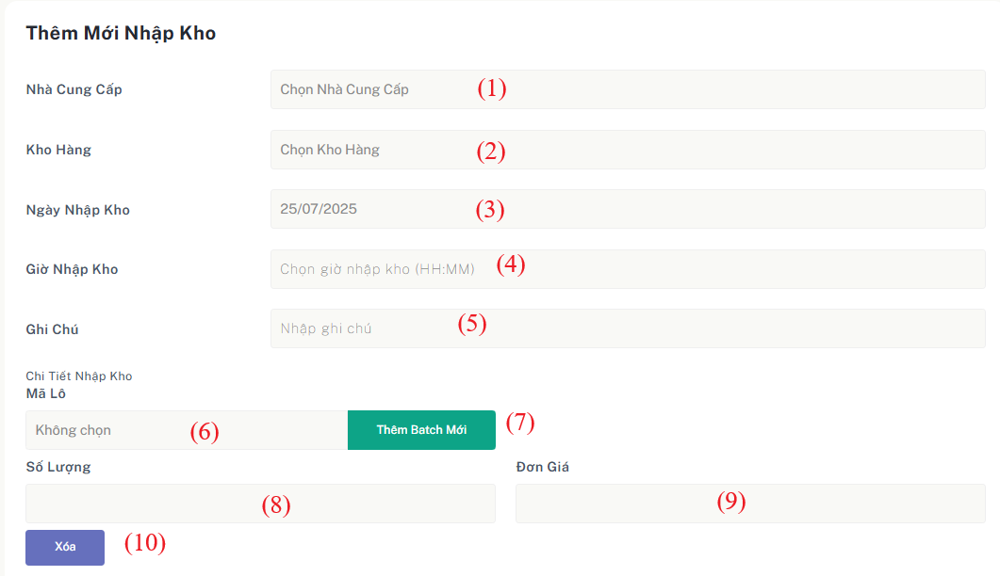 Thêm Mới Nhập Kho
Nhà Cung Cấp Chọn Nhà Cung Cấp (1)
Kho Hàng Chọn Kho Hàng (2)
Ngày Nhập Kho 25/07/2025 (3)
Giờ Nhập Kho Chọn giờ nhập kho (HH:MM) (4)
Ghi Chú Nhập ghi chú (5)
Chi Tiết Nhập Kho
Mã Lô
Không chọn (6) Thêm Batch Mới (7)
Số Lượng Đơn Giá
(8) (9)
Xóa (10)